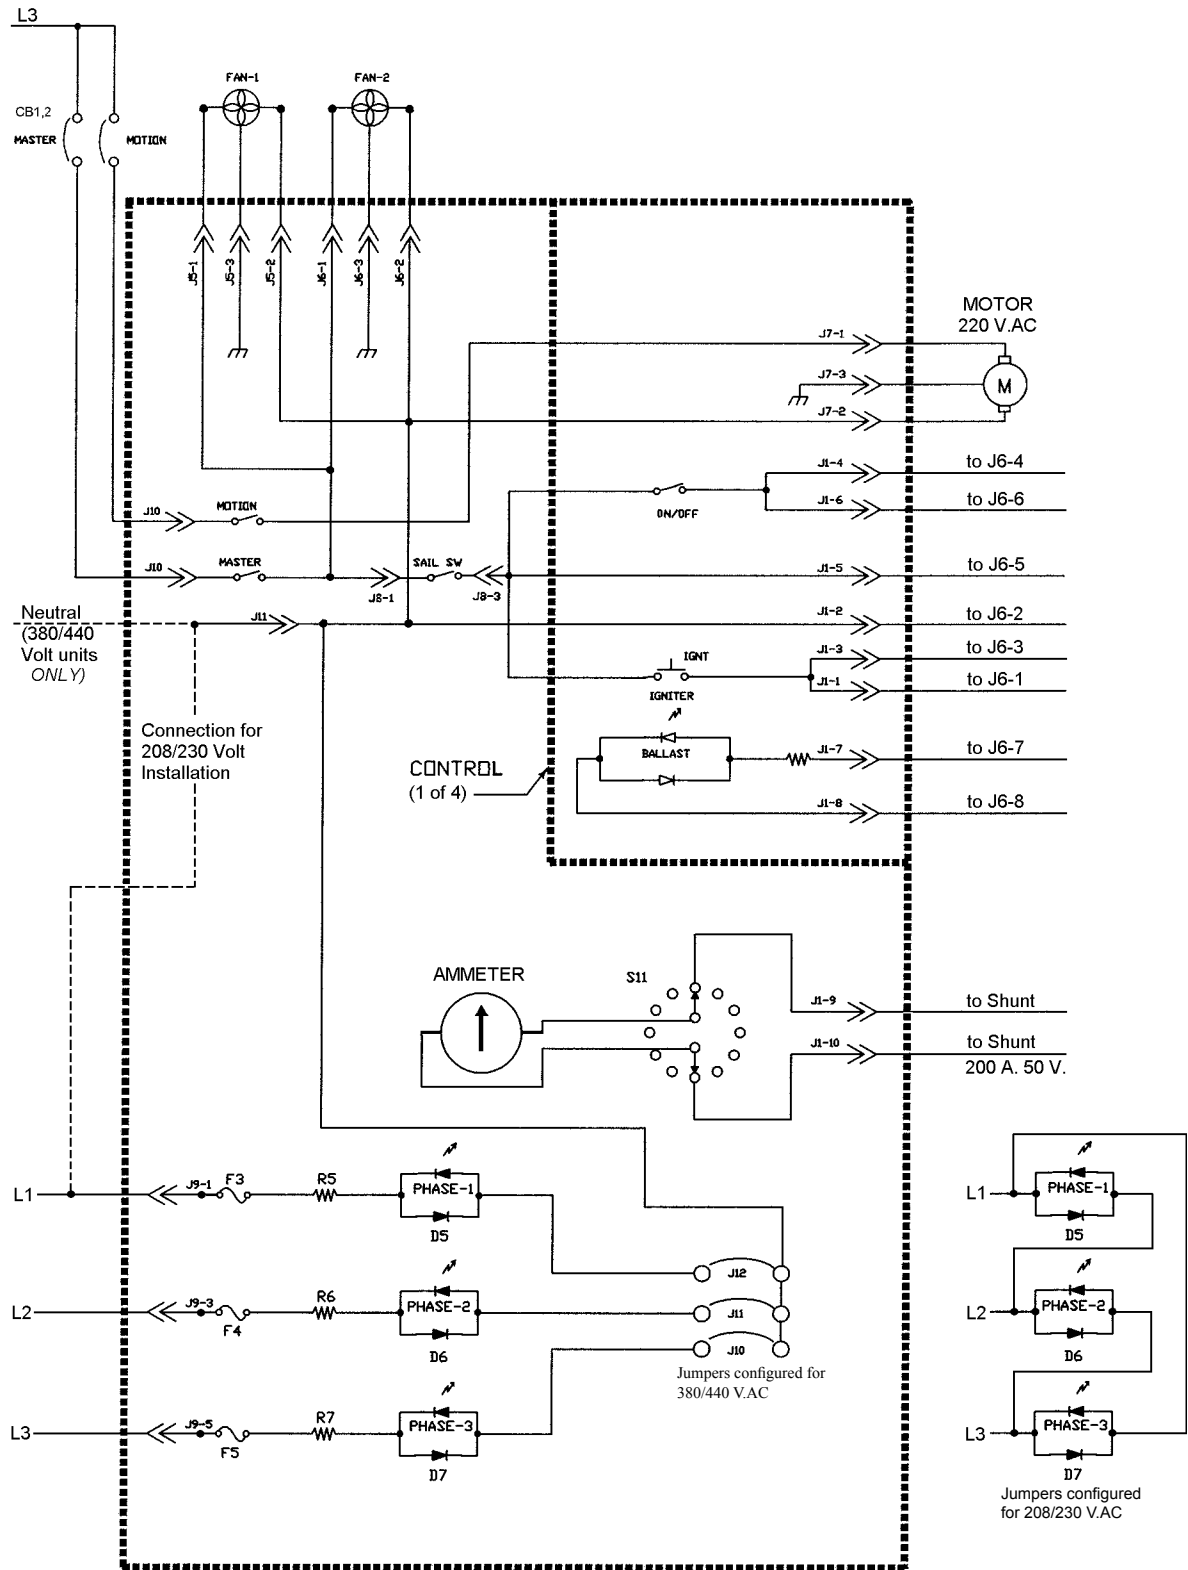 L3
FAN-1
FAN-2
CB1,2
MASTER
MOTION
J5-1
J5-3
J5-2
J6-1
J6-3
J6-2
MOTOR
220 V.AC
J7-1
J7-3
M
J7-2
J1-4
to J6-4
J1-6
to J6-6
ON/OFF
J10
MOTION
J10
MASTER
SAIL SW
J8-1
J8-3
J1-5
to J6-5
Neutral
(380/440
Volt units
ONLY)
J11
J1-2
to J6-2
J1-3
to J6-3
IGNT
J1-1
to J6-1
IGNITER
Connection for
208/230 Volt
Installation
BALLAST
J1-7
to J6-7
CONTROL
(1 of 4)
J1-8
to J6-8
AMMETER
S11
J1-9
to Shunt
J1-10
to Shunt
200 A. 50 V.
L1
J9-1
F3
R5
PHASE-1
D5
L1
PHASE-1
D5
J12
L2
J9-3
F4
R6
PHASE-2
D6
J11
L2
PHASE-2
D6
J10
Jumpers configured for
380/440 V.AC
L3
J9-5
F5
R7
PHASE-3
D7
L3
PHASE-3
D7
Jumpers configured
for 208/230 V.AC